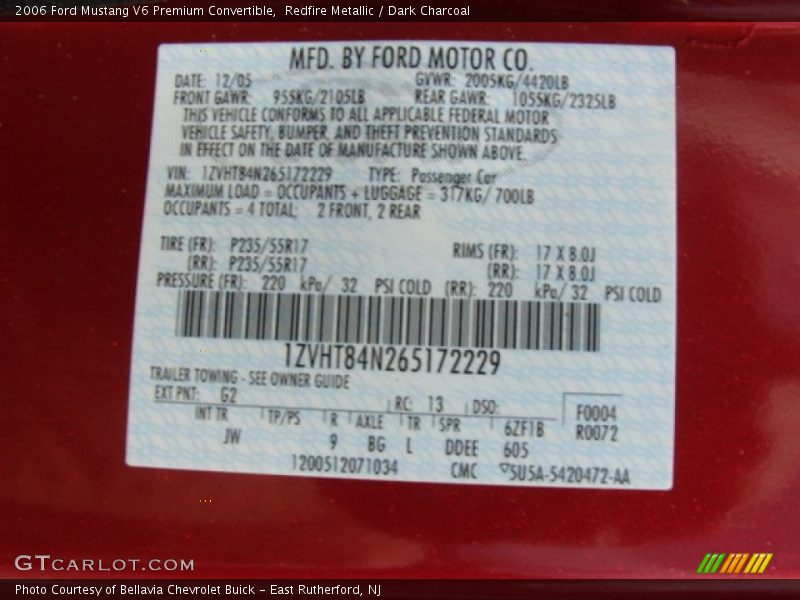 2006 Ford Mustang V6 Premium Convertible,  Redfire Metallic / Dark Charcoal
MFD. BY FORD MOTOR CO.
DATE: 12/05 GVWR: 2005KG/4420LB
FRONT GAWR: 955KG/2105LB REAR GAWR: 1055KG/2325LB
THIS VEHICLE CONFORMS TO ALL APPLICABLE FEDERAL MOTOR
VEHICLE SAFETY, BUMPER, AND THEFT PREVENTION STANDARDS
IN EFFECT ON THE DATE OF MANUFACTURE SHOWN ABOVE.
VIN: 1ZVHT84N265172229 TYPE: Passenger Car
MAXIMUM LOAD = OCCUPANTS + LUGGAGE = 317KG/ 700LB
OCCUPANTS = 4 TOTAL; 2 FRONT, 2 REAR
TIRE (FR): P235/55R17 RIMS (FR): 17 X 8.0J
(RR): P235/55R17 (RR): 17 X 8.0J
PRESSURE (FR): 220 kPa/ 32 PSI COLD (RR): 220 kPa/ 32 PSI COLD
1ZVHT84N265172229
TRAILER TOWING - SEE OWNER GUIDE
EXT PNT: G2 RC: 13 DSO: F0004
INT TR TP/PS R AXLE TR SPR 6ZF1B R0072
JW 9 BG L DDEE 605
1200512071034 CMC 5U5A-5420472-AA
GTCARLOT.COM
Photo Courtesy of Bellavia Chevrolet Buick - East Rutherford, NJ